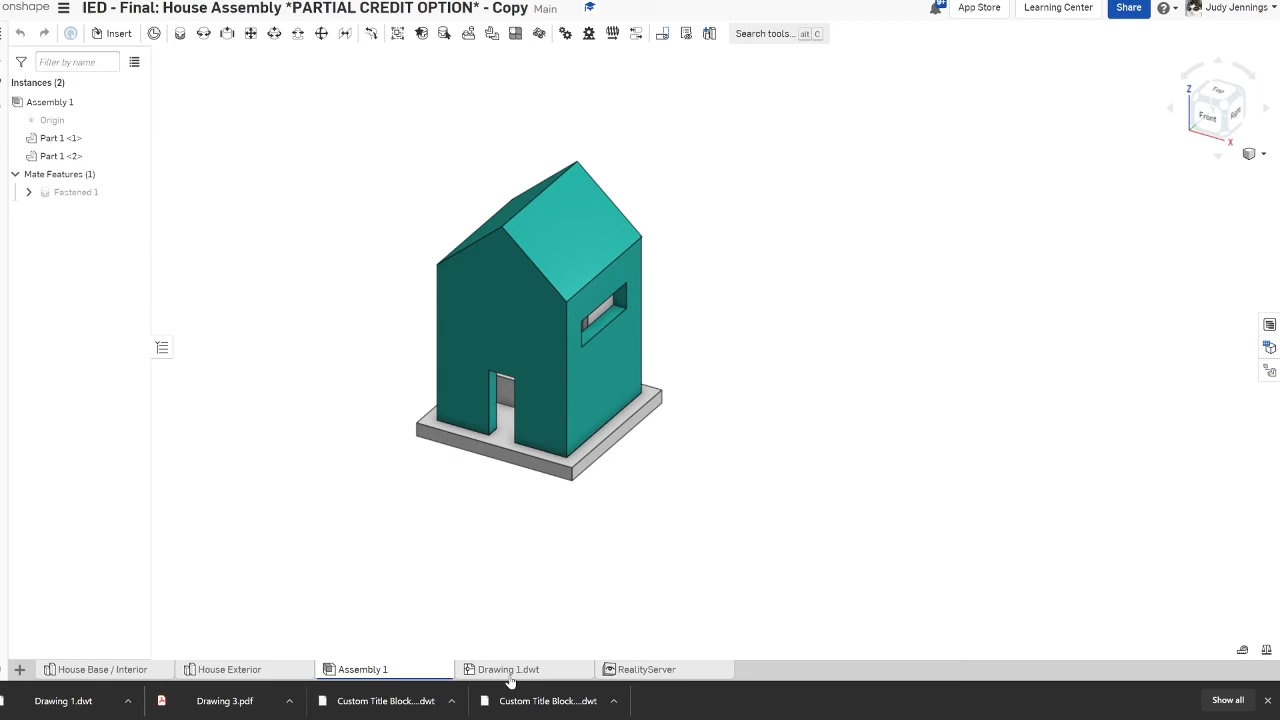 onshape IED - Final: House Assembly *PARTIAL CREDIT OPTION* - Copy Main App Store Learning Center Share Judy Jennings
Insert Search tools... alt C
Filter by name
Instances (2)
Assembly 1
Origin
Part 1 <1>
Part 1 <2>
Mate Features (1)
Fastened 1
Top
Front
Right
Z
X
House Base / Interior House Exterior Assembly 1 Drawing 1.dwt RealityServer
Drawing 1.dwt Drawing 3.pdf Custom Title Block....dwt Custom Title Block....dwt Show all